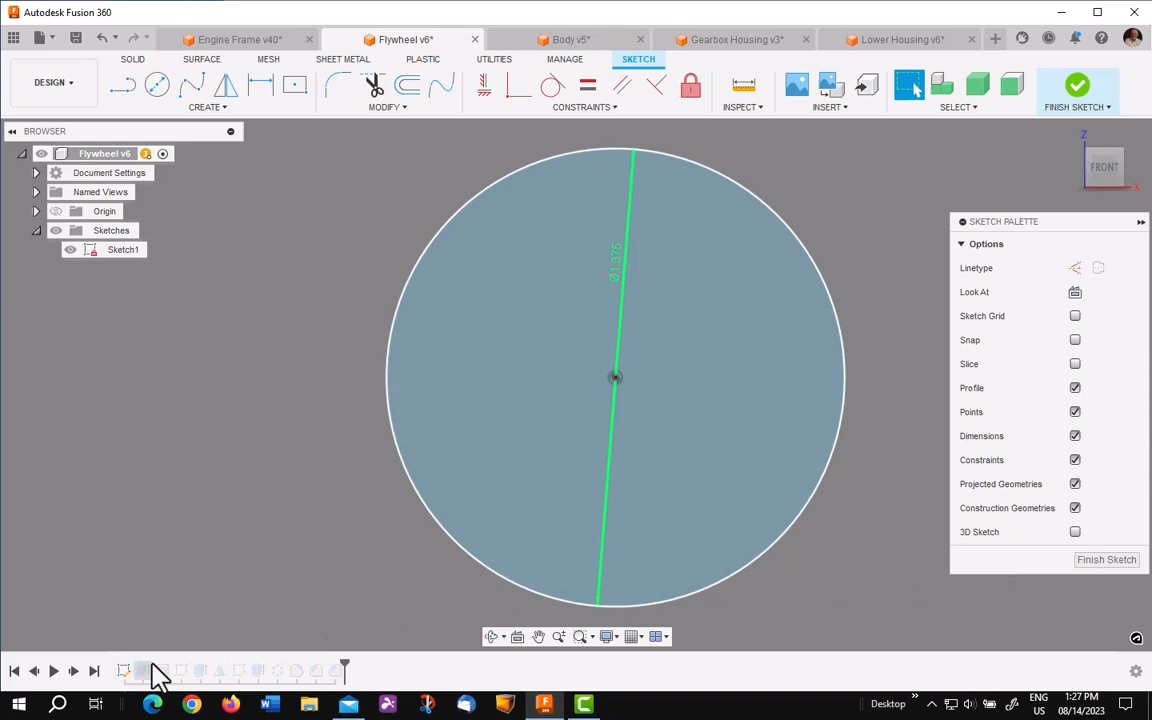 Autodesk Fusion 360
Engine Frame v40*
Flywheel v6*
Body v5*
Gearbox Housing v3*
Lower Housing v6*
DESIGN
SOLID
SURFACE
MESH
SHEET METAL
PLASTIC
UTILITIES
MANAGE
SKETCH
CREATE
MODIFY
CONSTRAINTS
INSPECT
INSERT
SELECT
FINISH SKETCH
BROWSER
Flywheel v6
Document Settings
Named Views
Origin
Sketches
Sketch1
Ø1.375
Z
FRONT
X
SKETCH PALETTE
Options
Linetype
Look At
Sketch Grid
Snap
Slice
Profile
Points
Dimensions
Constraints
Projected Geometries
Construction Geometries
3D Sketch
Finish Sketch
Desktop
ENG
US
1:27 PM
08/14/2023